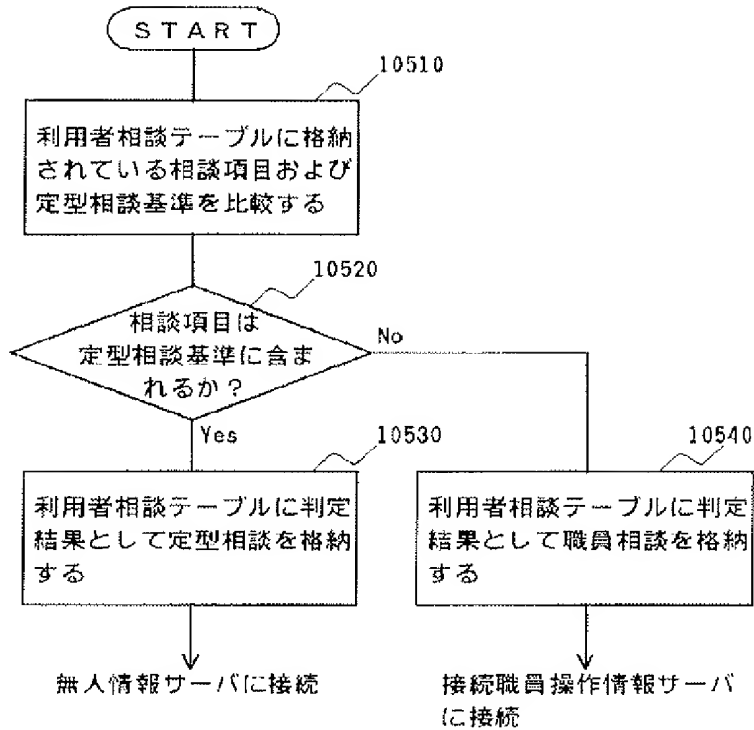 START
10510
利用者相談テーブルに格納
されている相談項目および
定型相談基準を比較する
10520
相談項目は
定型相談基準に含ま
れるか？
No
Yes
10530
利用者相談テーブルに判定
結果として定型相談を格納
する
10540
利用者相談テーブルに判定
結果として職員相談を格納
する
無人情報サーバに接続
接続職員操作情報サーバ
に接続